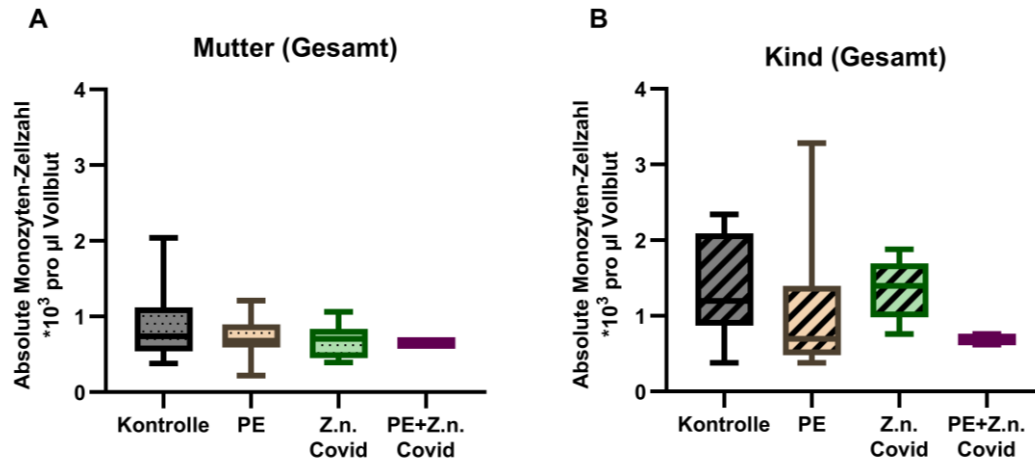 A
Mutter (Gesamt)
Absolute Monozyten-Zellzahl
*10³ pro µl Vollblut
4
3
2
1
0
Kontrolle
PE
Z.n.
Covid
PE+Z.n.
Covid
B
Kind (Gesamt)
Absolute Monozyten-Zellzahl
*10³ pro µl Vollblut
4
3
2
1
0
Kontrolle
PE
Z.n.
Covid
PE+Z.n.
Covid